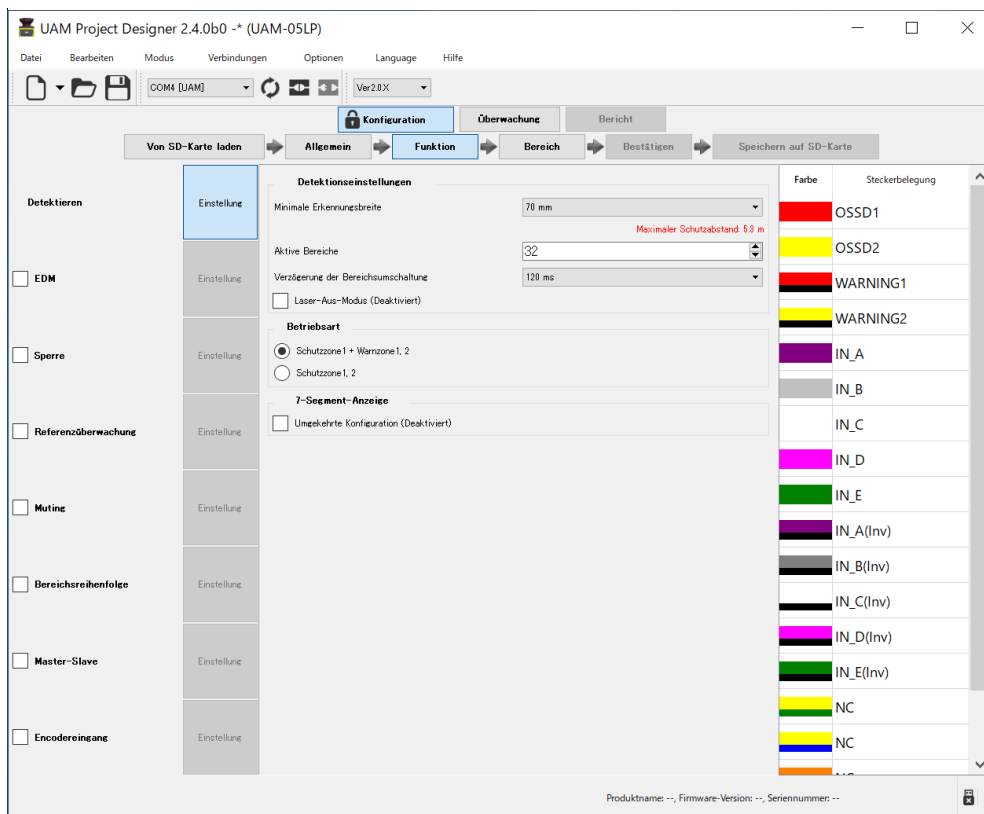 UAM Project Designer 2.4.0b0 -* (UAM-05LP)
Datei Bearbeiten Modus Verbindungen Optionen Language Hilfe
COM4 [UAM] Ver2.0X
Konfiguration Überwachung Bericht
Von SD-Karte laden Allgemein Funktion Bereich Bestätigen Speichern auf SD-Karte
Detektieren Einstellung
EDM Einstellung
Sperre Einstellung
Referenzüberwachung Einstellung
Muting Einstellung
Bereichsreihenfolge Einstellung
Master-Slave Einstellung
Encodereingang Einstellung
Detektionseinstellungen
Minimale Erkennungsbreite 70 mm
Maximaler Schutzabstand: 5.3 m
Aktive Bereiche 32
Verzögerung der Bereichsumschaltung 120 ms
Laser-Aus-Modus (Deaktiviert)
Betriebsart
Schutzzone1 + Warnzone1, 2
Schutzzone1, 2
7-Segment-Anzeige
Umgekehrte Konfiguration (Deaktiviert)
Farbe Steckerbelegung
OSSD1
OSSD2
WARNING1
WARNING2
IN_A
IN_B
IN_C
IN_D
IN_E
IN_A(Inv)
IN_B(Inv)
IN_C(Inv)
IN_D(Inv)
IN_E(Inv)
NC
NC
Produktname: --, Firmware-Version: --, Seriennummer: --